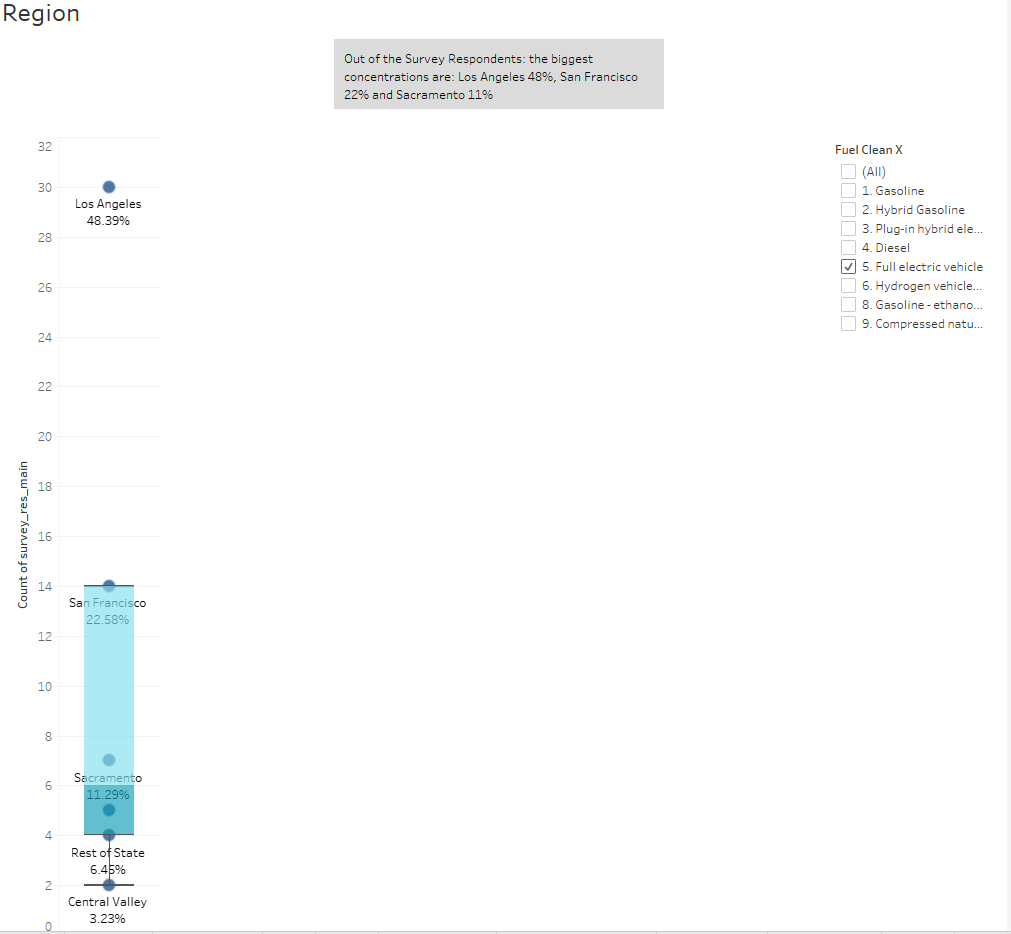 Region
Out of the Survey Respondents: the biggest
concentrations are: Los Angeles 48%, San Francisco
22% and Sacramento 11%
Fuel Clean X
(All)
1. Gasoline
2. Hybrid Gasoline
3. Plug-in hybrid ele...
4. Diesel
5. Full electric vehicle
6. Hydrogen vehicle...
8. Gasoline - ethano...
9. Compressed natu...
Count of survey_res_main
32
30
28
26
24
22
20
18
16
14
12
10
8
6
4
2
0
Los Angeles
48.39%
San Francisco
22.58%
Sacramento
11.29%
Rest of State
6.45%
Central Valley
3.23%